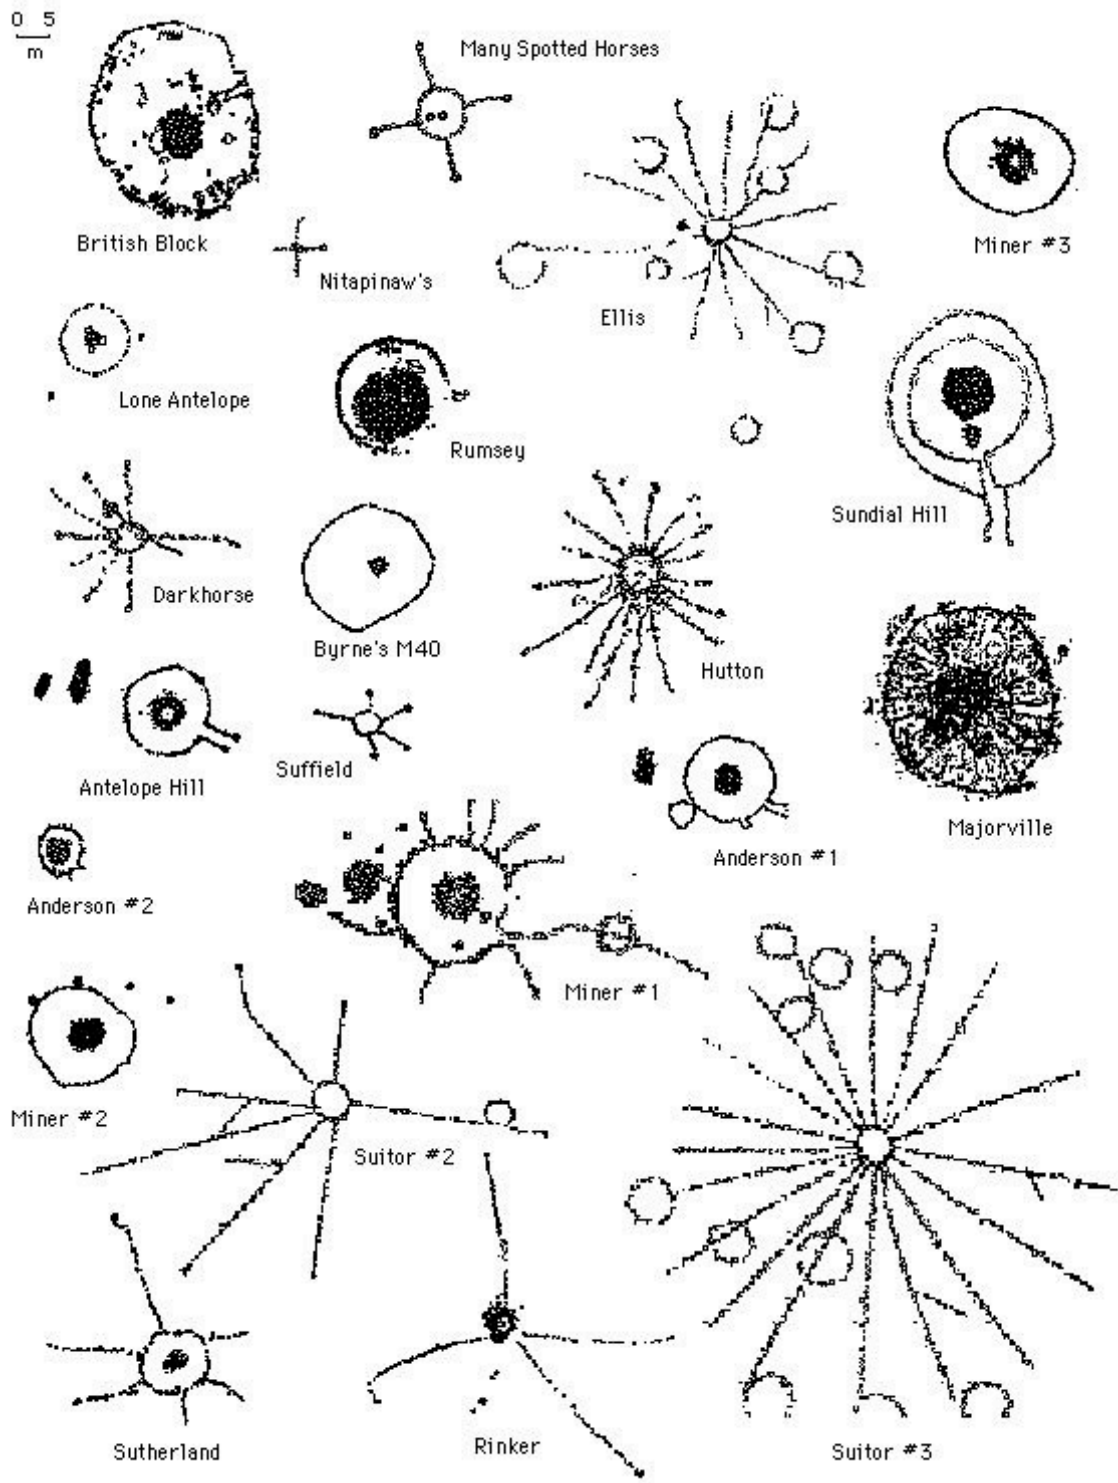 0 5
m
Many Spotted Horses
British Block
Nitapinaw's
Ellis
Miner #3
Lone Antelope
Rumsey
Sundial Hill
Darkhorse
Byrne's M40
Hutton
Antelope Hill
Suffield
Majorville
Anderson #1
Anderson #2
Miner #1
Miner #2
Suitor #2
Sutherland
Rinker
Suitor #3